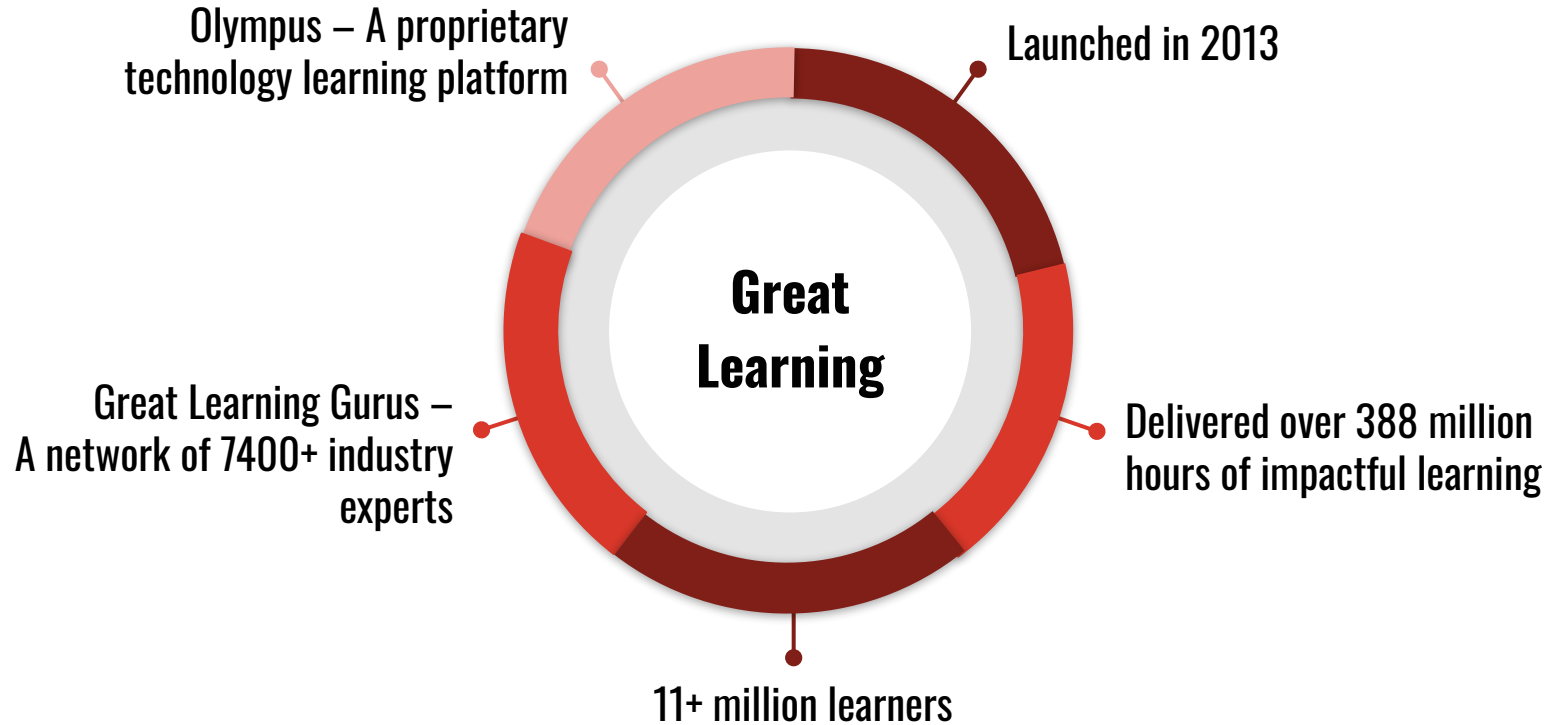 Olympus – A proprietary
technology learning platform
Launched in 2013
Great
Learning
Great Learning Gurus –
A network of 7400+ industry
experts
Delivered over 388 million
hours of impactful learning
11+ million learners